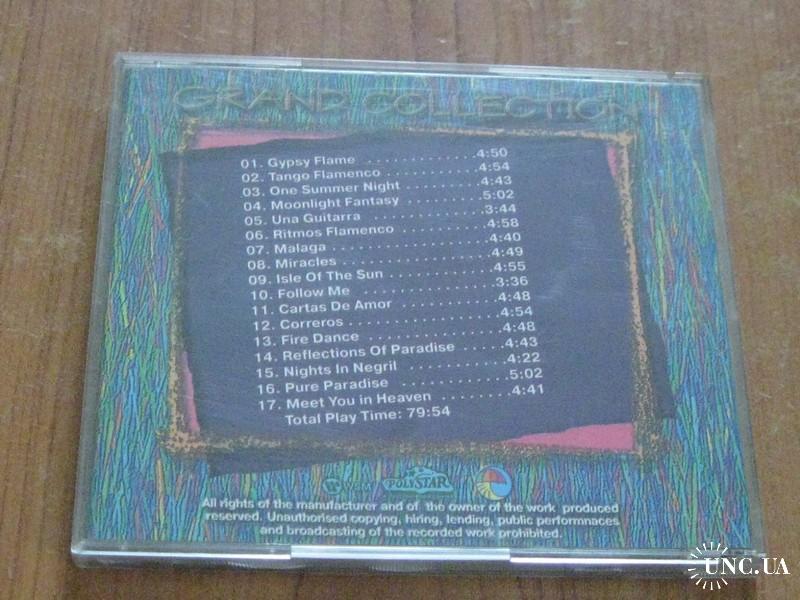 GRAND COLLECTION
01. Gypsy Flame . . . . . . . . . . . . .4:50
02. Tango Flamenco . . . . . . . . . . .4:54
03. One Summer Night . . . . . . . . .4:43
04. Moonlight Fantasy . . . . . . . . .5:02
05. Una Guitarra . . . . . . . . . . . . .3:44
06. Ritmos Flamenco . . . . . . . . . .4:58
07. Malaga . . . . . . . . . . . . . . . . .4:40
08. Miracles . . . . . . . . . . . . . . . .4:49
09. Isle Of The Sun . . . . . . . . . . .4:55
10. Follow Me . . . . . . . . . . . . . .3:36
11. Cartas De Amor . . . . . . . . . .4:48
12. Correros . . . . . . . . . . . . . . .4:54
13. Fire Dance . . . . . . . . . . . . . .4:48
14. Reflections Of Paradise . . . . .4:43
15. Nights In Negril . . . . . . . . . .4:22
16. Pure Paradise . . . . . . . . . . .5:02
17. Meet You in Heaven . . . . . . . .4:41
Total Play Time: 79:54
POLYSTAR
All rights of the manufacturer and of the owner of the work produced
reserved. Unauthorised copying, hiring, lending, public performnaces
and broadcasting of the recorded work prohibited.
UNC.UA